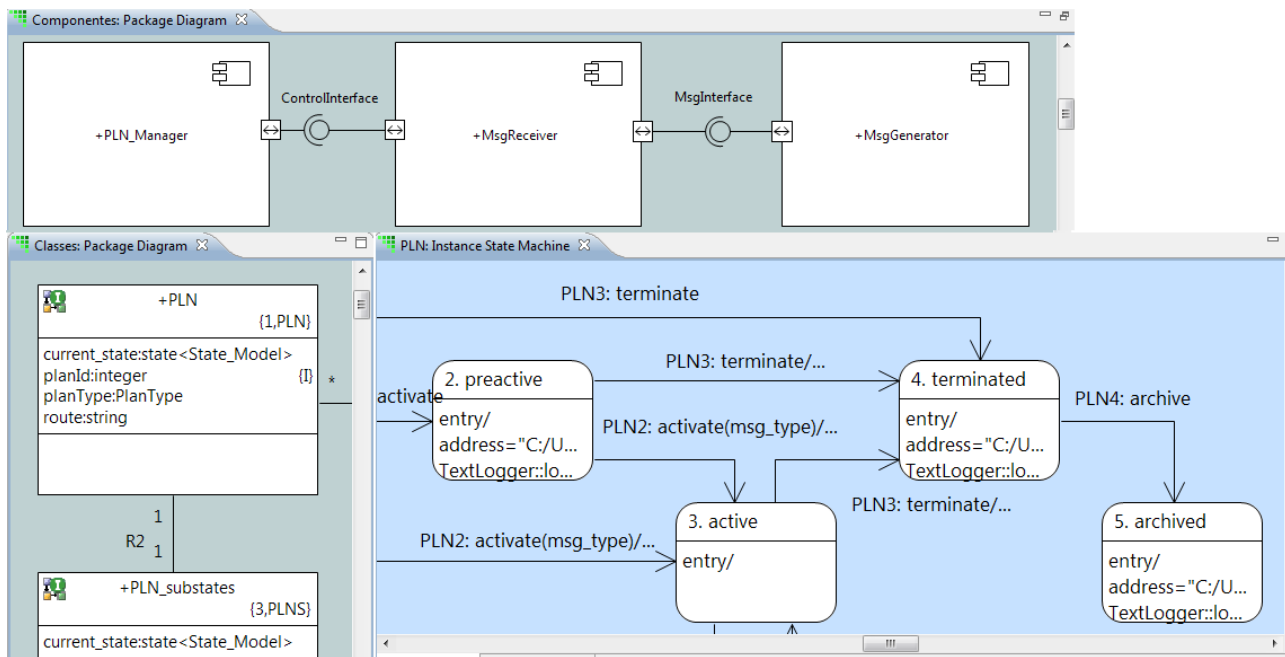 Componentes: Package Diagram
ControlInterface
MsgInterface
+PLN_Manager
+MsgReceiver
+MsgGenerator
Classes: Package Diagram
+PLN
{1,PLN}
current_state:state<State_Model>
planId:integer {I}
planType:PlanType
route:string
*
1
R2
1
+PLN_substates
{3,PLNS}
current_state:state<State_Model>
PLN: Instance State Machine
PLN3: terminate
activate
2. preactive
entry/
address="C:/U...
TextLogger::lo...
PLN3: terminate/...
PLN2: activate(msg_type)/...
4. terminated
entry/
address="C:/U...
TextLogger::lo...
PLN4: archive
PLN2: activate(msg_type)/...
3. active
entry/
PLN3: terminate/...
5. archived
entry/
address="C:/U...
TextLogger::lo...